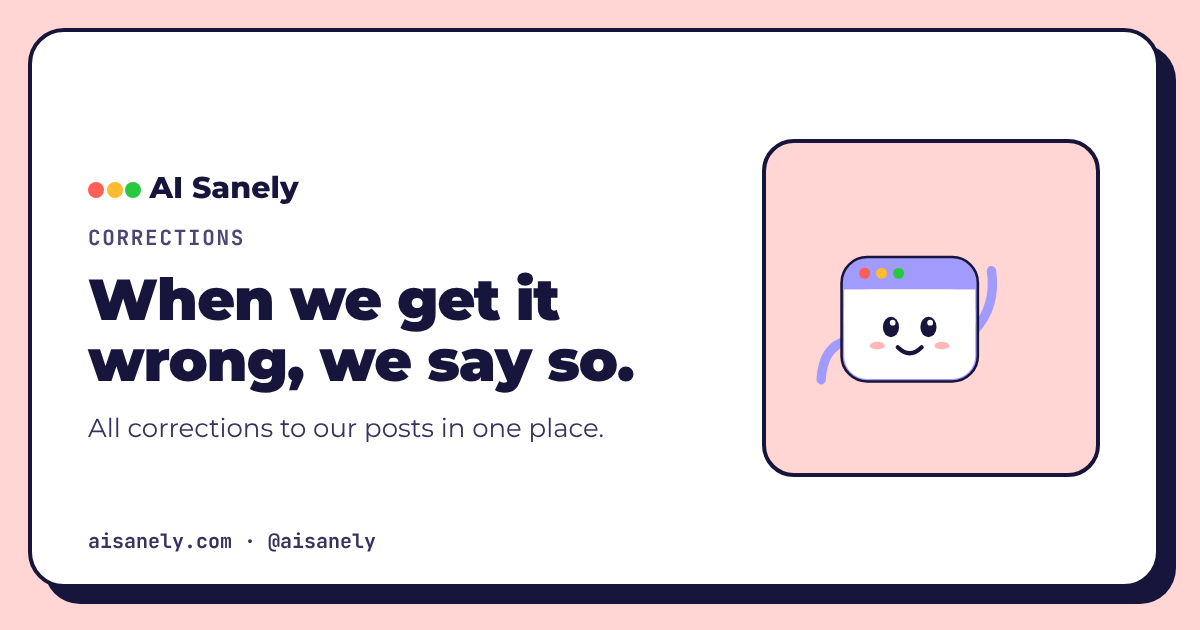 AI Sanely
CORRECTIONS
When we get it
wrong, we say so.
All corrections to our posts in one place.
aisanely.com · @aisanely